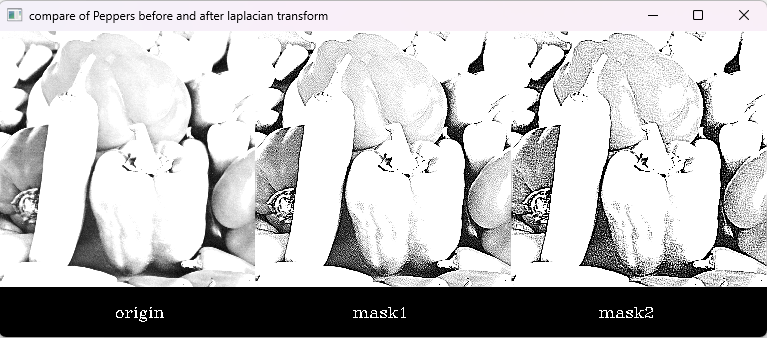 compare of Peppers before and after laplacian transform
origin
mask1
mask2